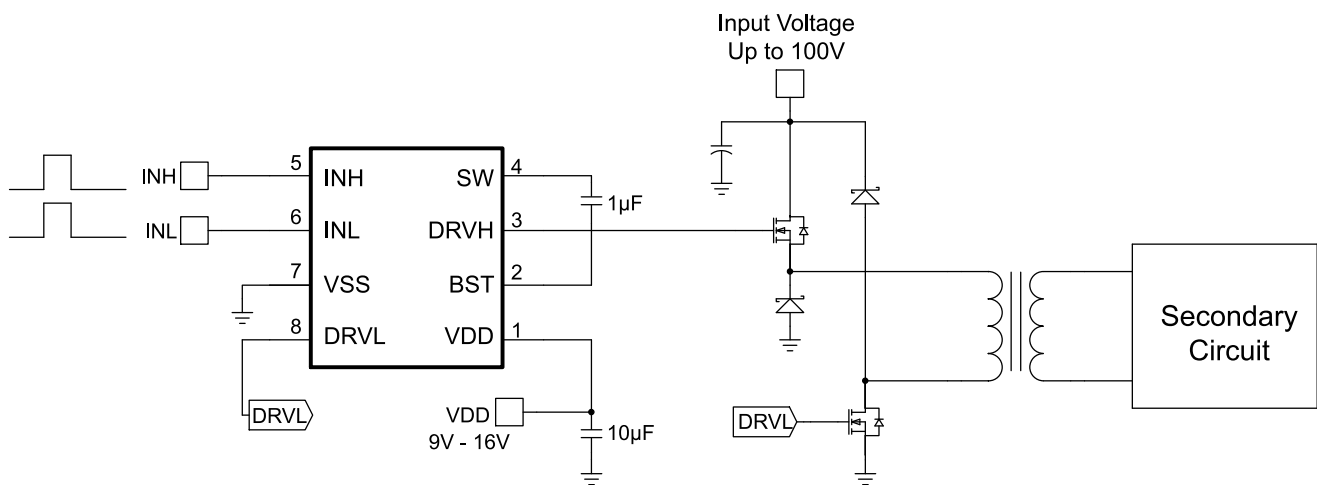 Input Voltage
Up to 100V
INH
INL
5
6
7
8
INH
INL
VSS
DRVL
SW
DRVH
BST
VDD
4
3
2
1
1µF
DRVL
VDD
9V - 16V
10µF
DRVL
Secondary
Circuit